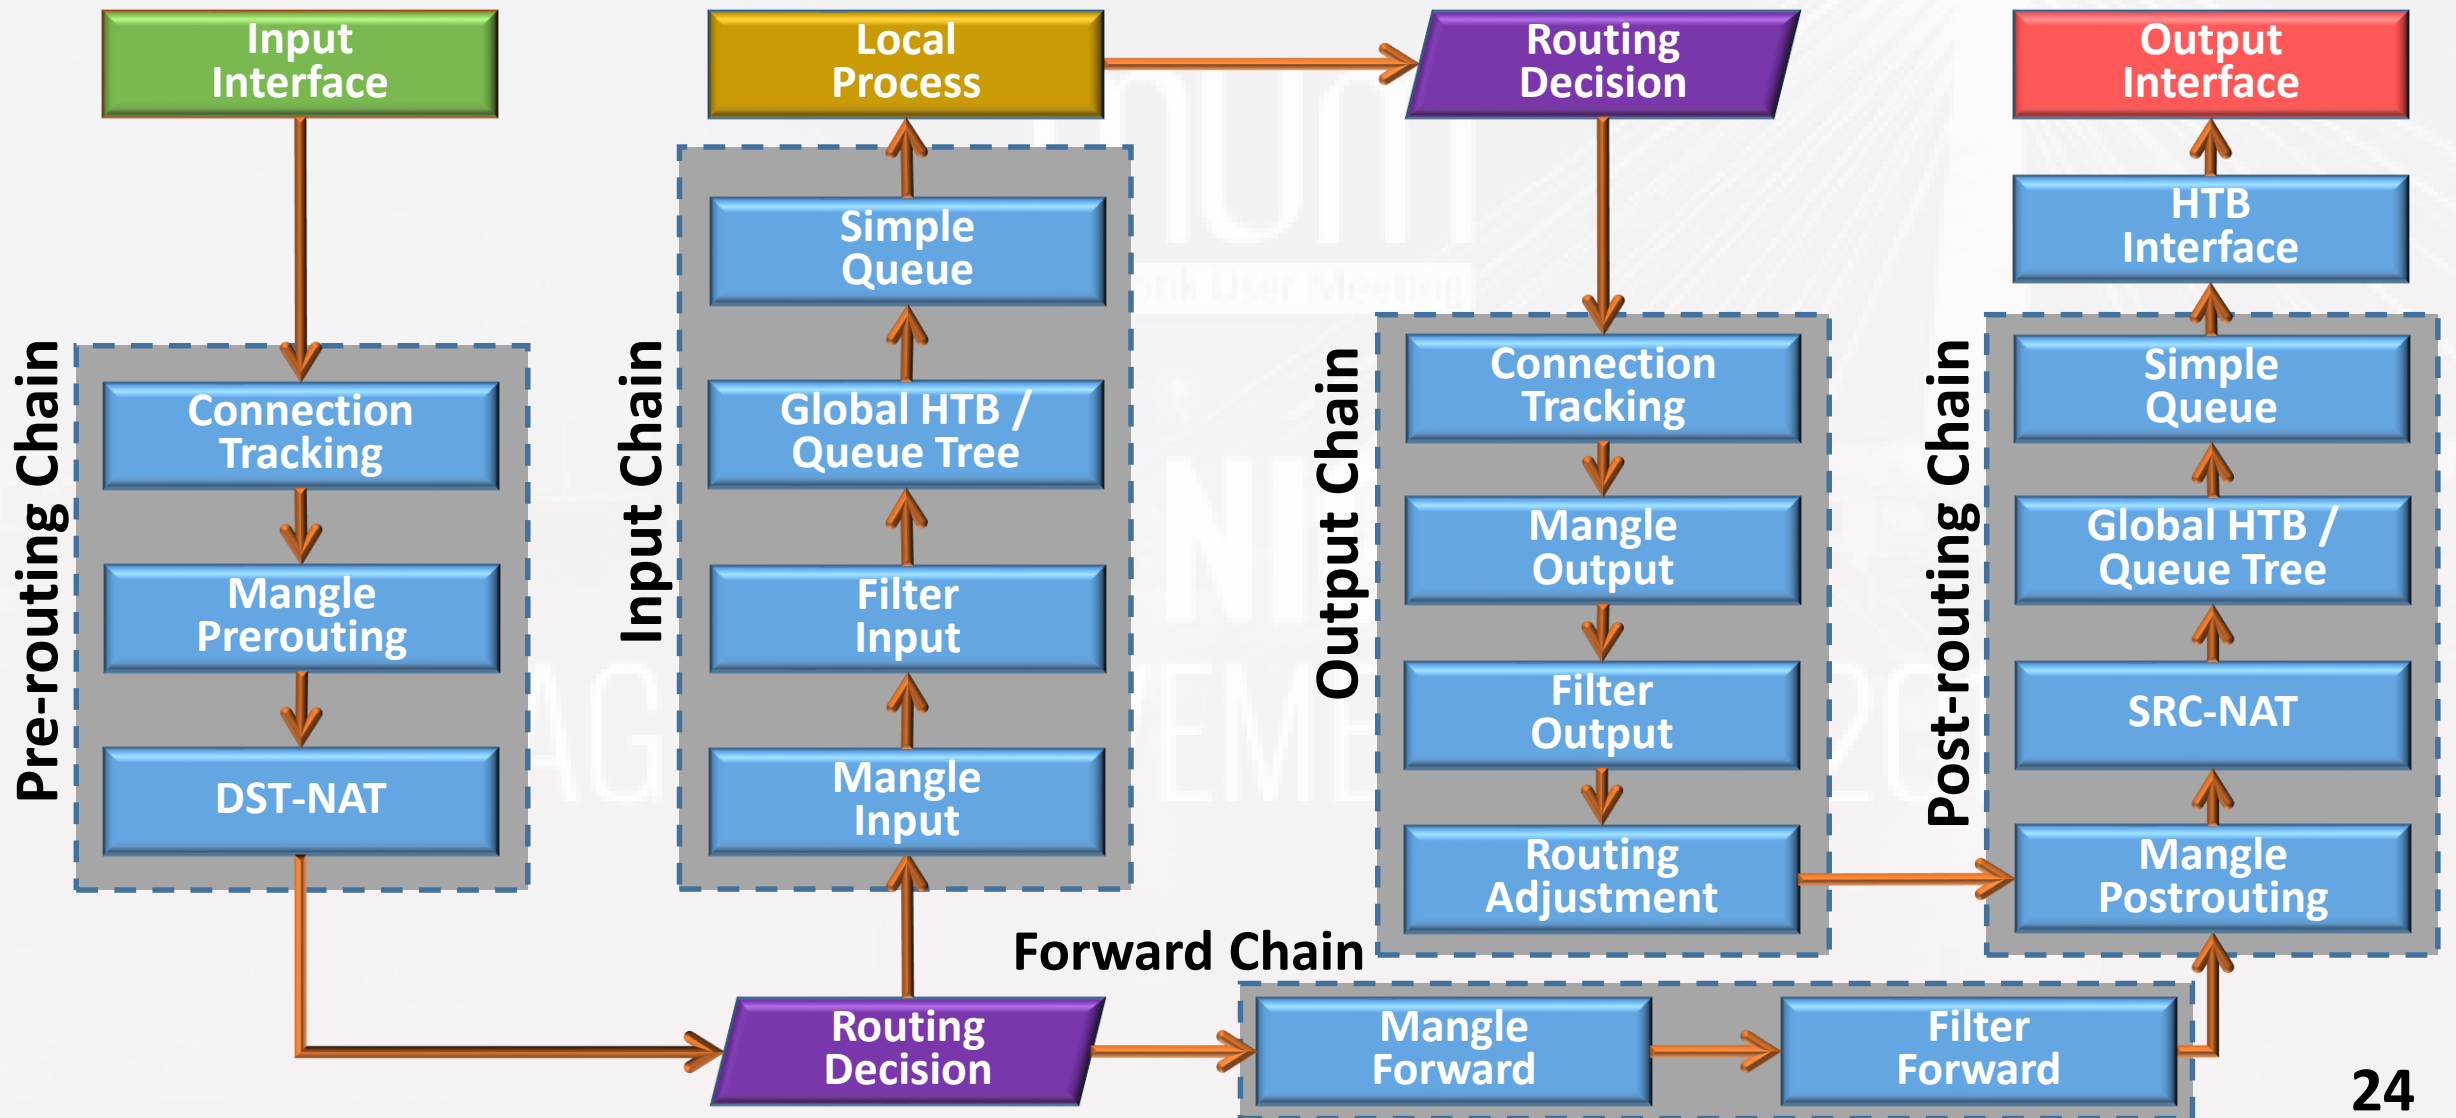 Input
Interface
Local
Process
Routing
Decision
Output
Interface
Pre-routing Chain
Connection
Tracking
Mangle
Prerouting
DST-NAT
Input Chain
Simple
Queue
Global HTB /
Queue Tree
Filter
Input
Mangle
Input
Output Chain
Connection
Tracking
Mangle
Output
Filter
Output
Routing
Adjustment
Post-routing Chain
HTB
Interface
Simple
Queue
Global HTB /
Queue Tree
SRC-NAT
Mangle
Postrouting
Forward Chain
Routing
Decision
Mangle
Forward
Filter
Forward
24
mum
User Meeting